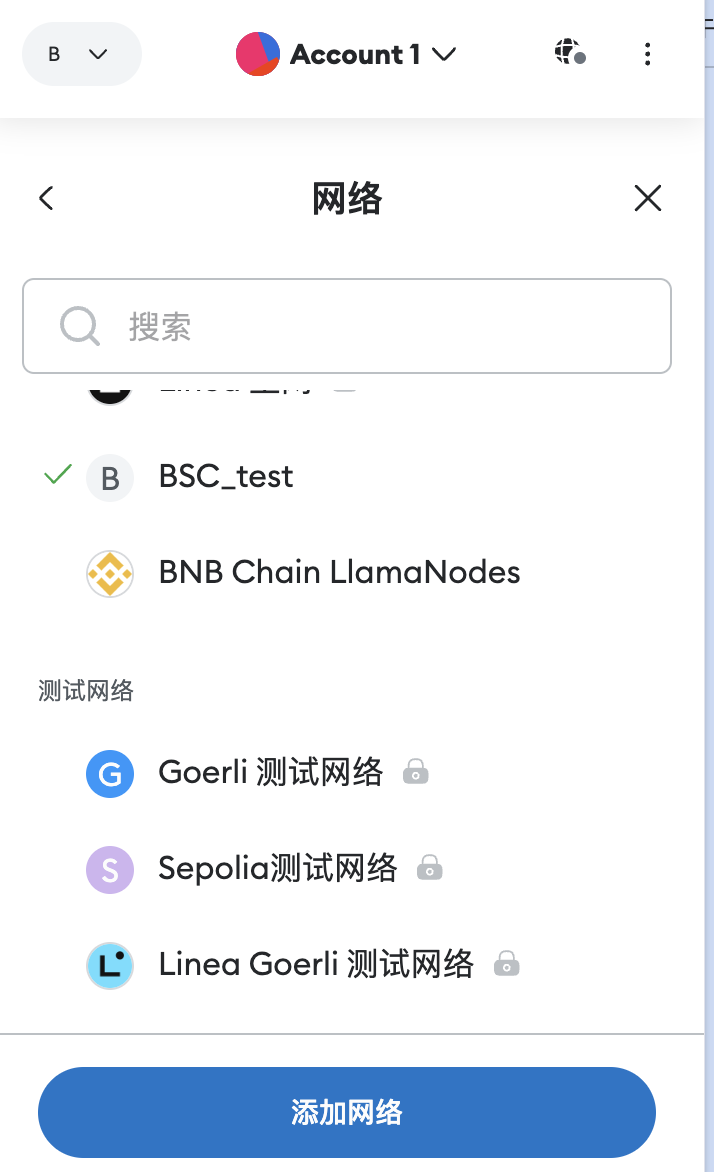 B
Account 1
网络
搜索
B BSC_test
BNB Chain LlamaNodes
测试网络
G Goerli 测试网络
S Sepolia测试网络
L Linea Goerli 测试网络
添加网络